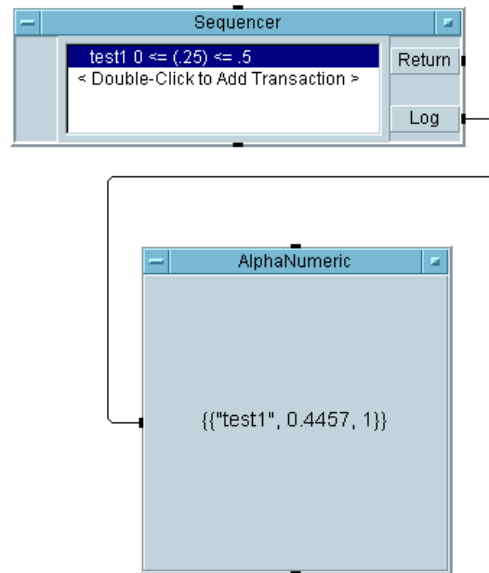 Sequencer
test1 0 <= (.25) <= .5
< Double-Click to Add Transaction >
Return
Log
AlphaNumeric
{{"test1", 0.4457, 1}}